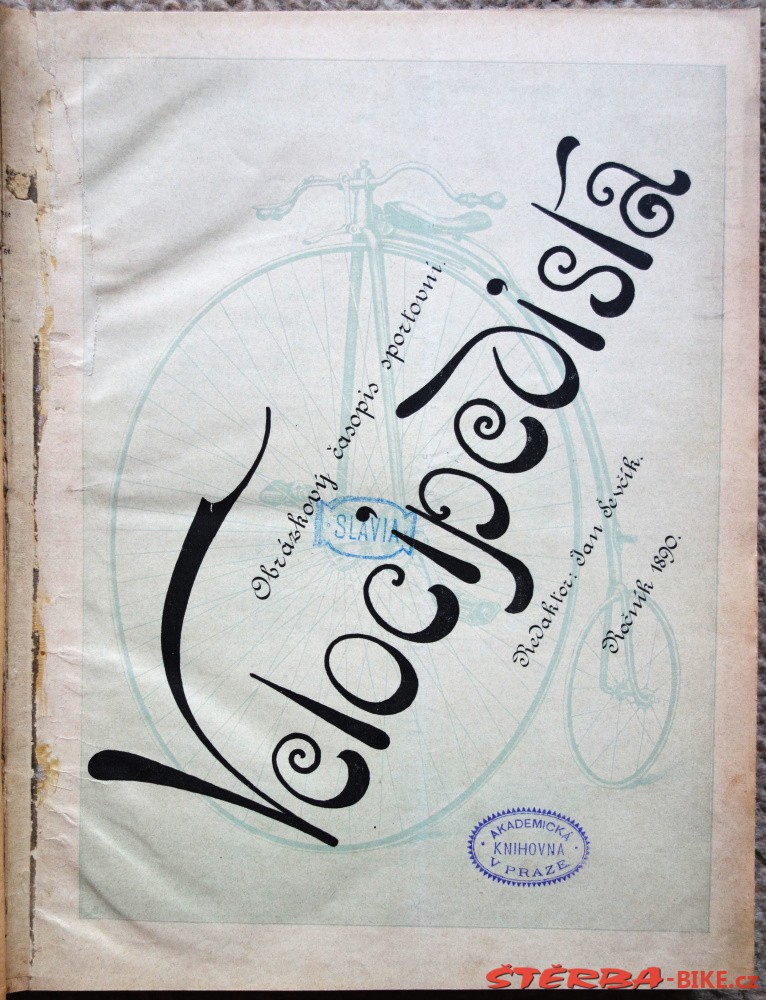 Obrázkový časopis sportovní.
Velocipedista
SLAVIA
Redaktor: Jan Ševčík.
Ročník 1890.
AKADEMICKÁ
KNIHOVNA
V PRAZE
ŠTĚRBA-BIKE.cz